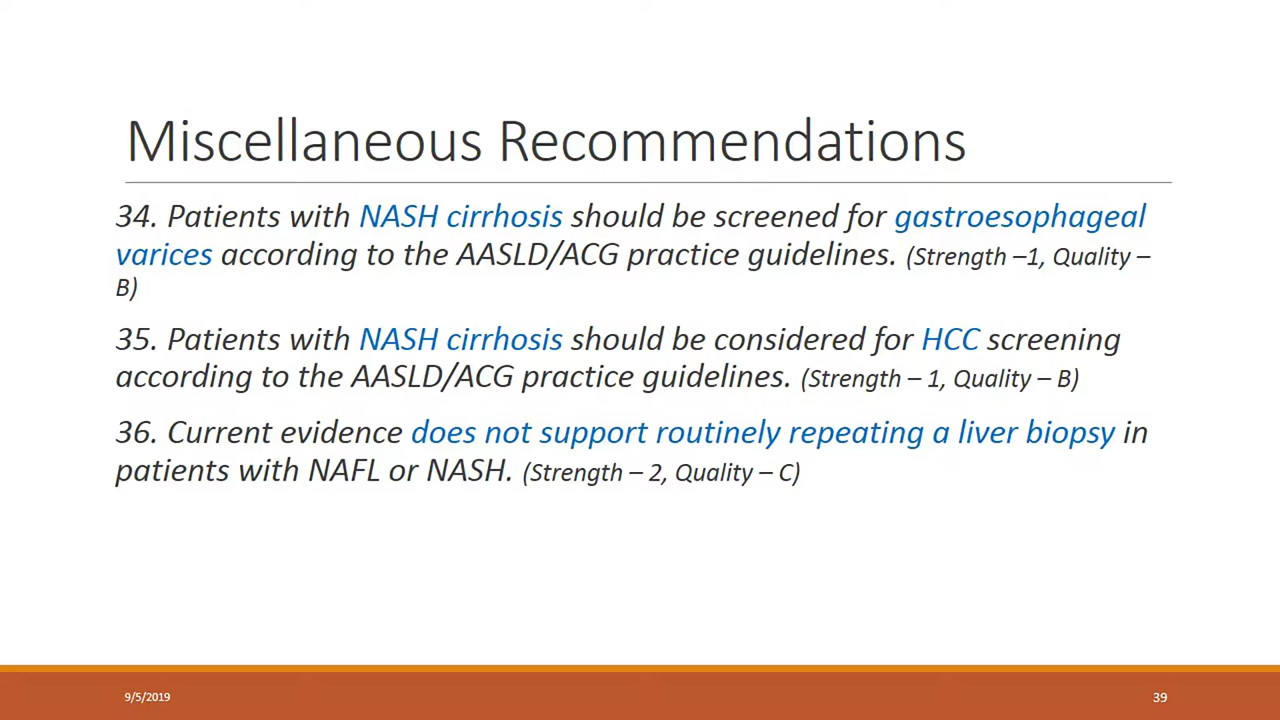 Miscellaneous Recommendations
34. Patients with NASH cirrhosis should be screened for gastroesophageal
varices according to the AASLD/ACG practice guidelines. (Strength –1, Quality –
B)
35. Patients with NASH cirrhosis should be considered for HCC screening
according to the AASLD/ACG practice guidelines. (Strength – 1, Quality – B)
36. Current evidence does not support routinely repeating a liver biopsy in
patients with NAFL or NASH. (Strength – 2, Quality – C)
9/5/2019
39